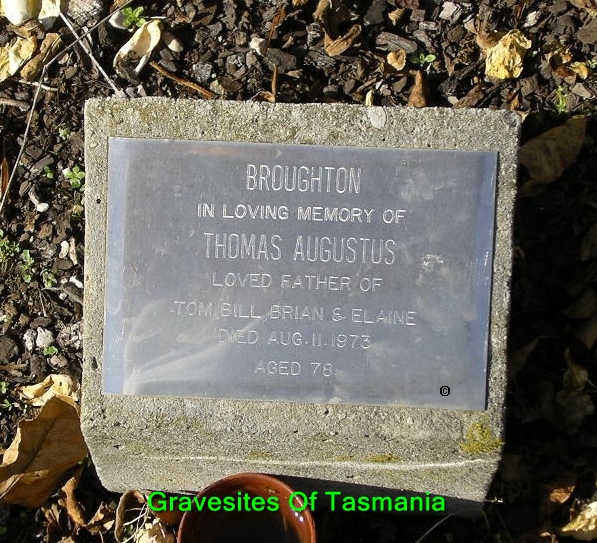 BROUGHTON
IN LOVING MEMORY OF
THOMAS AUGUSTUS
LOVED FATHER OF
TOM, BILL, BRIAN & ELAINE
DIED AUG. 11. 1973
AGED 78.
©
Gravesites Of Tasmania